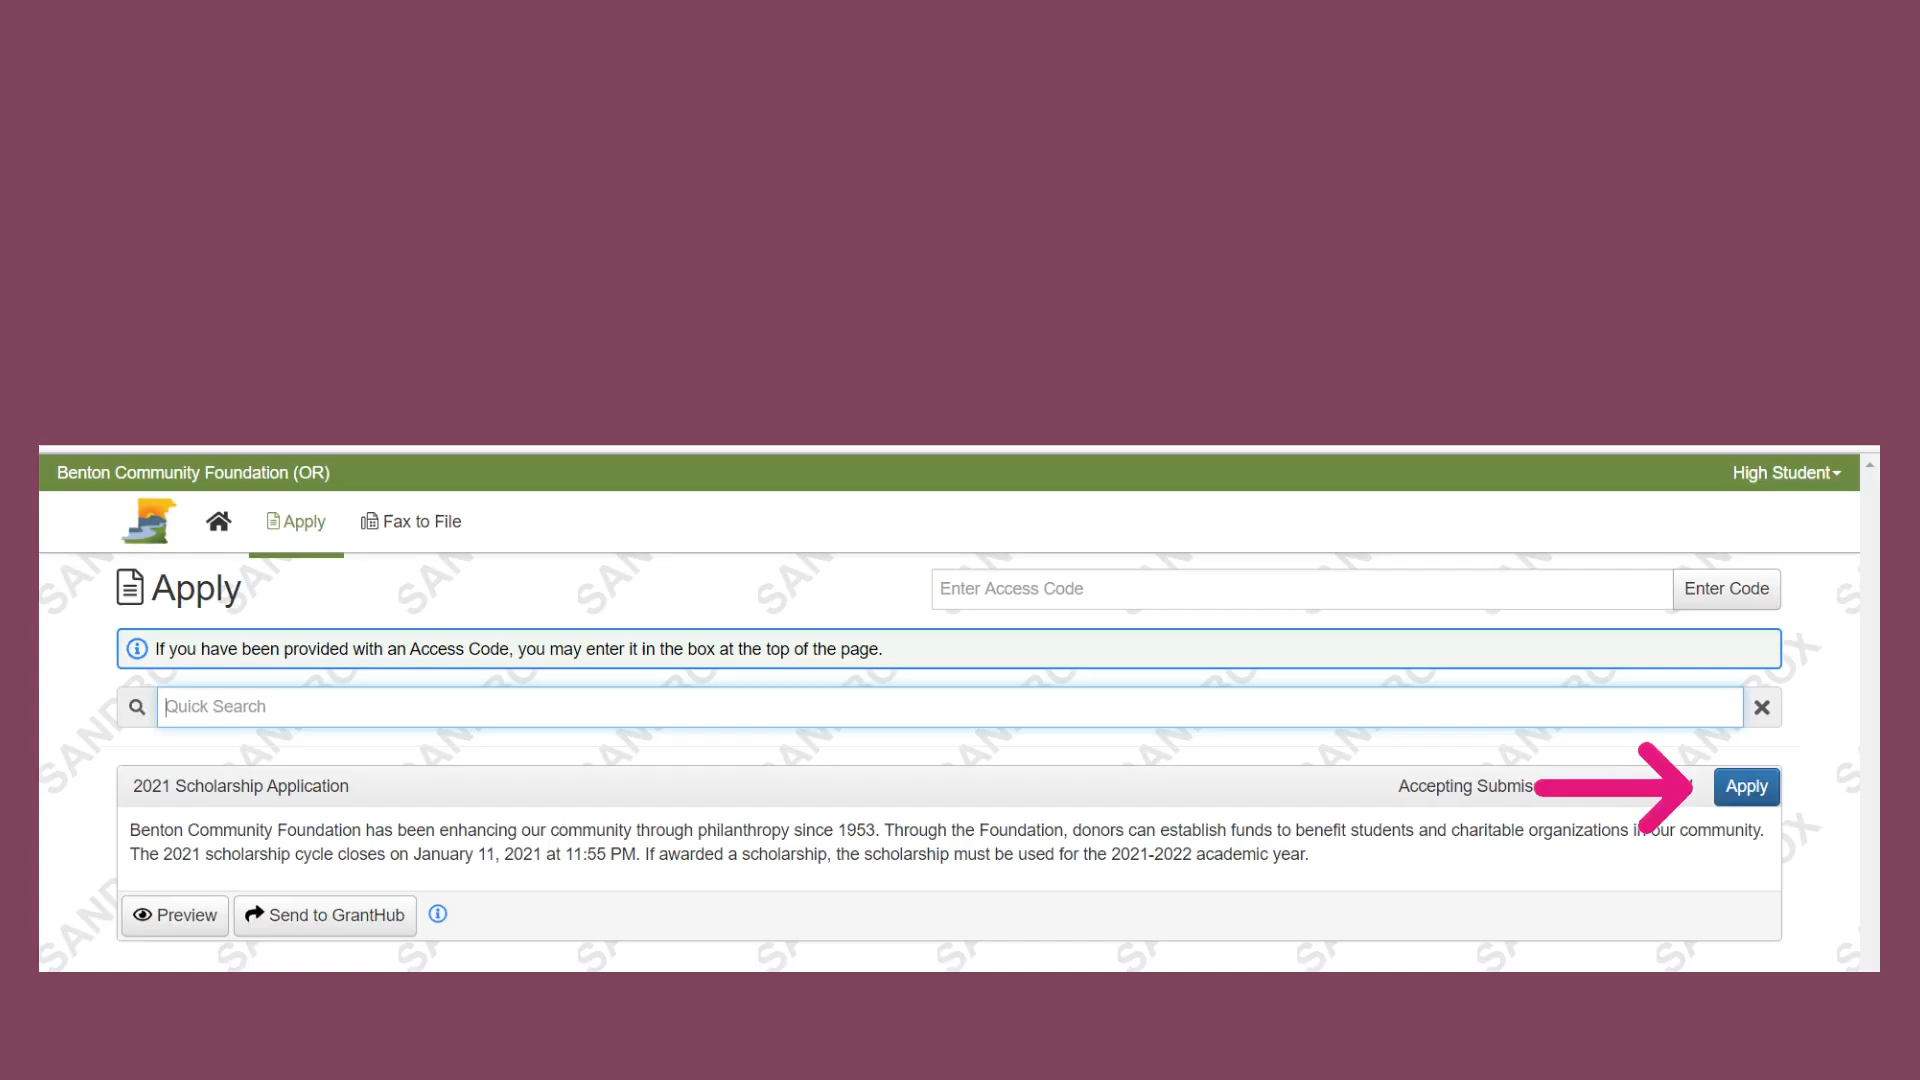 Benton Community Foundation (OR)
High Student
Apply
Fax to File
Apply
Enter Access Code
Enter Code
If you have been provided with an Access Code, you may enter it in the box at the top of the page.
Quick Search
2021 Scholarship Application
Accepting
Apply
Benton Community Foundation has been enhancing our community through philanthropy since 1953. Through the Foundation, donors can establish funds to benefit students and charitable organizations in our community.
The 2021 scholarship cycle closes on January 11, 2021 at 11:55 PM. If awarded a scholarship, the scholarship must be used for the 2021-2022 academic year.
Preview
Send to GrantHub
SANDBOX